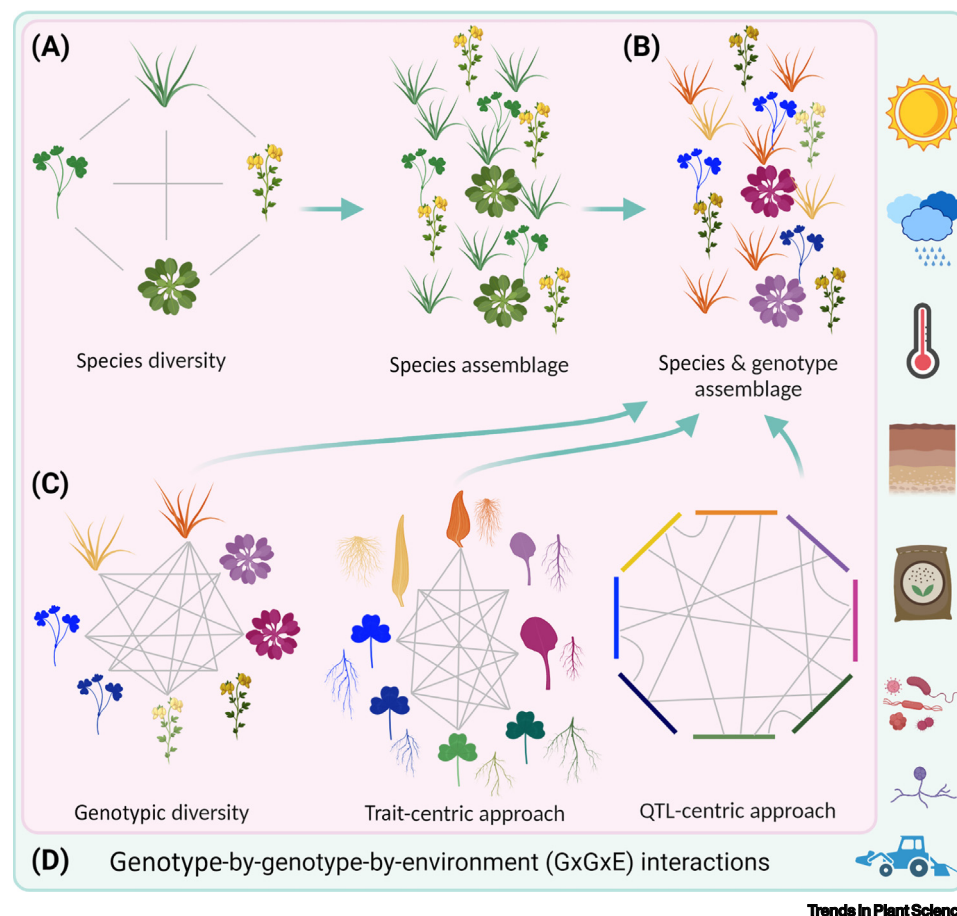 (A)
(B)
Species diversity
Species assemblage
Species & genotype
assemblage
(C)
Genotypic diversity
Trait-centric approach
QTL-centric approach
(D) Genotype-by-genotype-by-environment (GxGxE) interactions
Trends in Plant Scienc